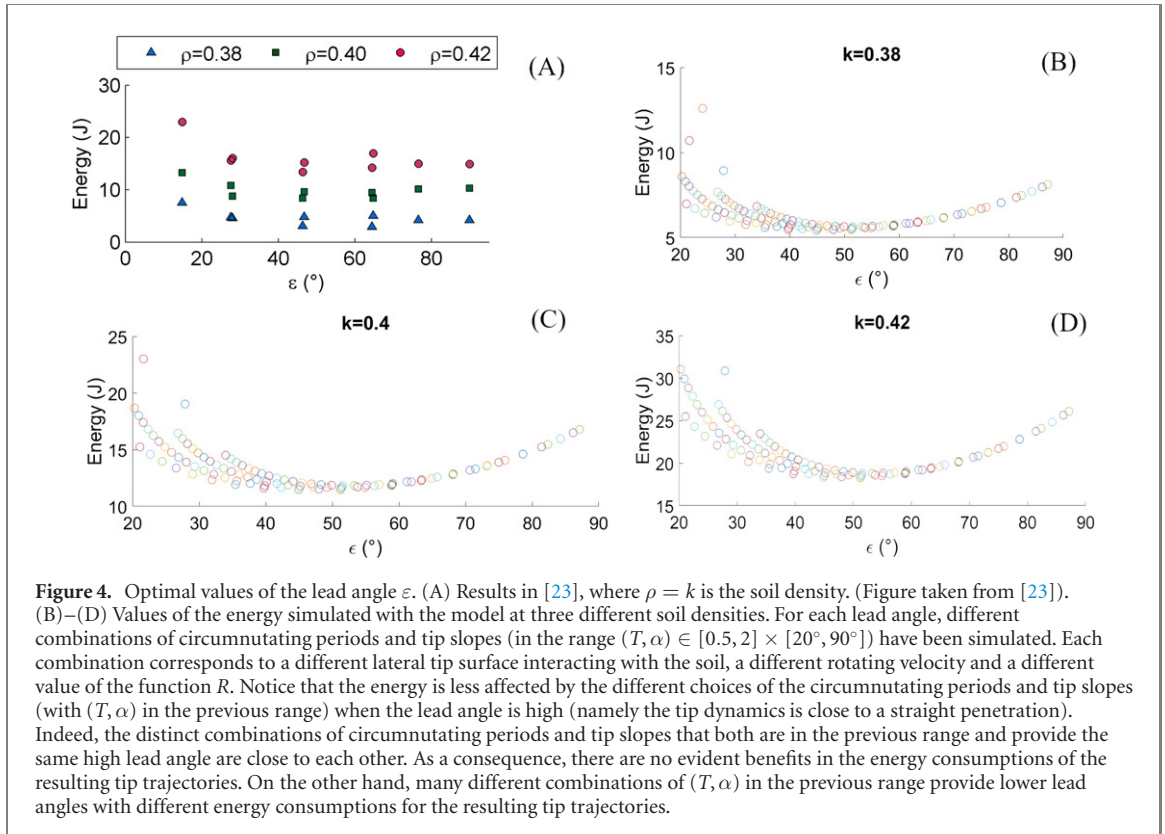 ρ=0.38 ρ=0.40 ρ=0.42
(A)
30
20
10
0
Energy (J)
0 20 40 60 80
ε (°)
k=0.38
(B)
15
10
5
Energy (J)
20 30 40 50 60 70 80 90
ϵ (°)
k=0.4
(C)
25
20
15
10
Energy (J)
20 30 40 50 60 70 80 90
ϵ (°)
k=0.42
(D)
35
30
25
20
15
Energy (J)
20 30 40 50 60 70 80 90
ϵ (°)
Figure 4. Optimal values of the lead angle ε. (A) Results in [23], where ρ = k is the soil density. (Figure taken from [23]).
(B)–(D) Values of the energy simulated with the model at three different soil densities. For each lead angle, different
combinations of circumnutating periods and tip slopes (in the range (T, α) ∈ [0.5, 2] × [20°, 90°]) have been simulated. Each
combination corresponds to a different lateral tip surface interacting with the soil, a different rotating velocity and a different
value of the function R. Notice that the energy is less affected by the different choices of the circumnutating periods and tip slopes
(with (T, α) in the previous range) when the lead angle is high (namely the tip dynamics is close to a straight penetration).
Indeed, the distinct combinations of circumnutating periods and tip slopes that both are in the previous range and provide the
same high lead angle are close to each other. As a consequence, there are no evident benefits in the energy consumptions of the
resulting tip trajectories. On the other hand, many different combinations of (T, α) in the previous range provide lower lead
angles with different energy consumptions for the resulting tip trajectories.